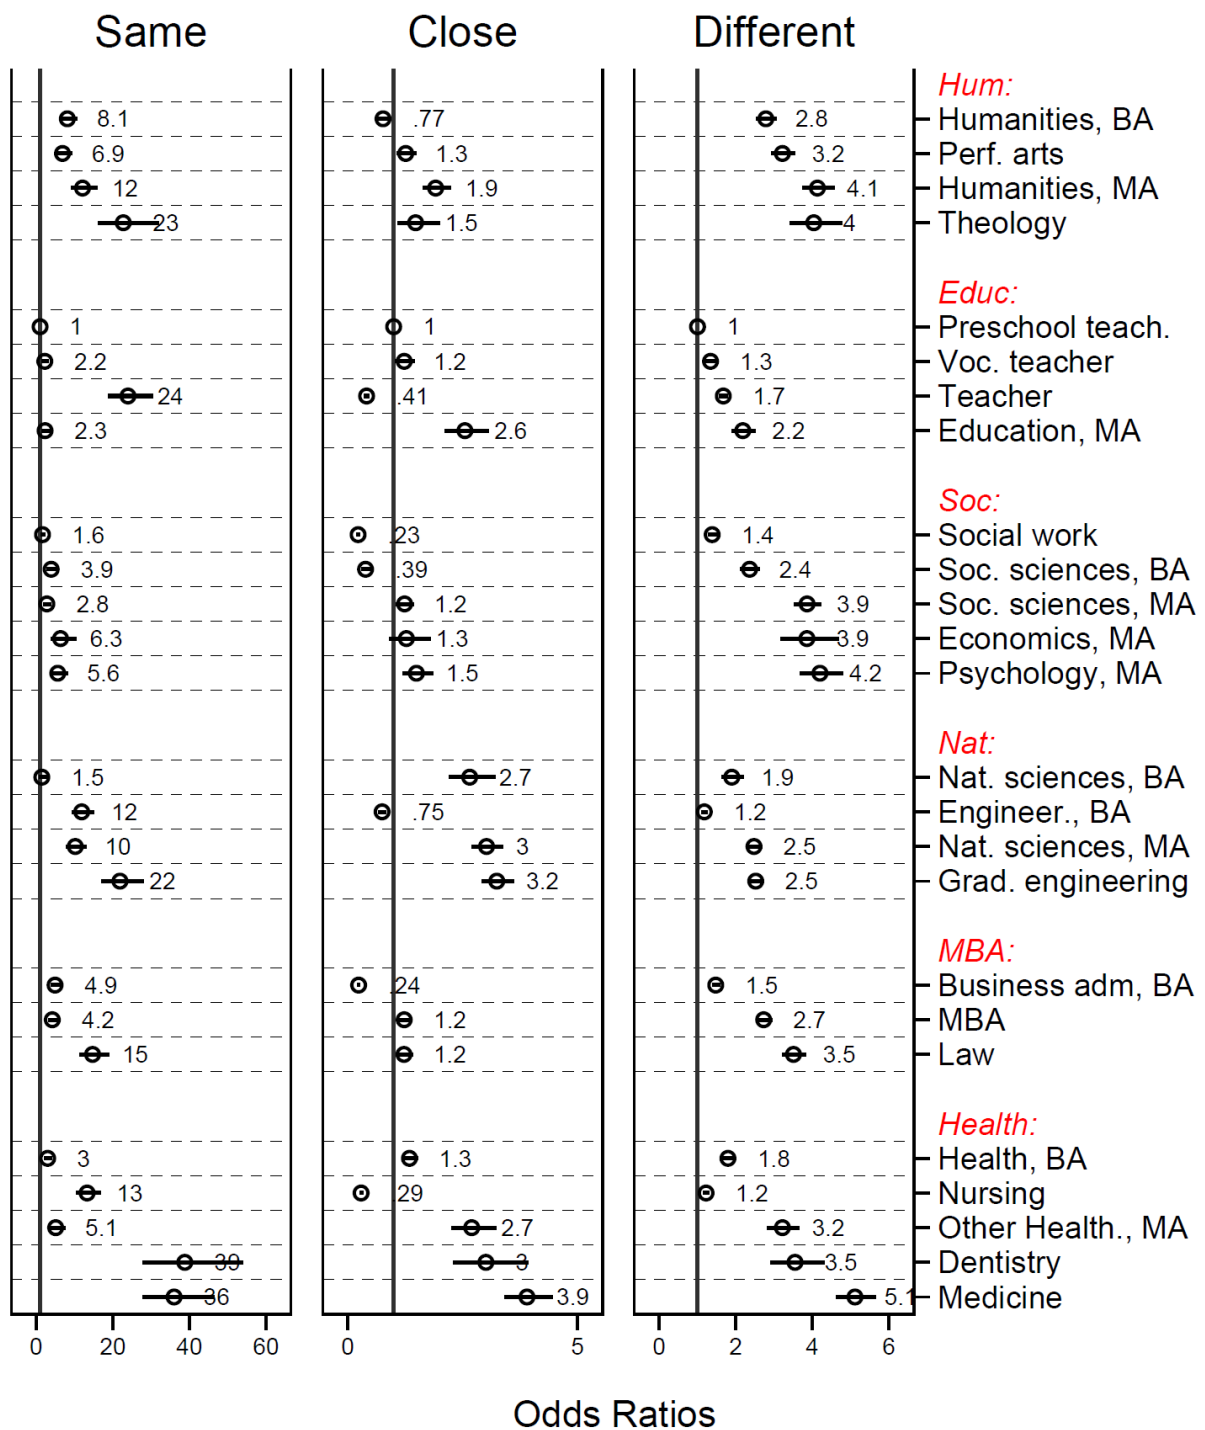 Same Close Different
Hum:
8.1 .77 2.8 Humanities, BA
6.9 1.3 3.2 Perf. arts
12 1.9 4.1 Humanities, MA
23 1.5 4 Theology
Educ:
1 1 1 Preschool teach.
2.2 1.2 1.3 Voc. teacher
24 .41 1.7 Teacher
2.3 2.6 2.2 Education, MA
Soc:
1.6 .23 1.4 Social work
3.9 .39 2.4 Soc. sciences, BA
2.8 1.2 3.9 Soc. sciences, MA
6.3 1.3 3.9 Economics, MA
5.6 1.5 4.2 Psychology, MA
Nat:
1.5 2.7 1.9 Nat. sciences, BA
12 .75 1.2 Engineer., BA
10 3 2.5 Nat. sciences, MA
22 3.2 2.5 Grad. engineering
MBA:
4.9 .24 1.5 Business adm, BA
4.2 1.2 2.7 MBA
15 1.2 3.5 Law
Health:
3 1.3 1.8 Health, BA
13 .29 1.2 Nursing
5.1 2.7 3.2 Other Health., MA
39 3 3.5 Dentistry
36 3.9 5.1 Medicine
0 20 40 60 0 5 0 2 4 6
Odds Ratios